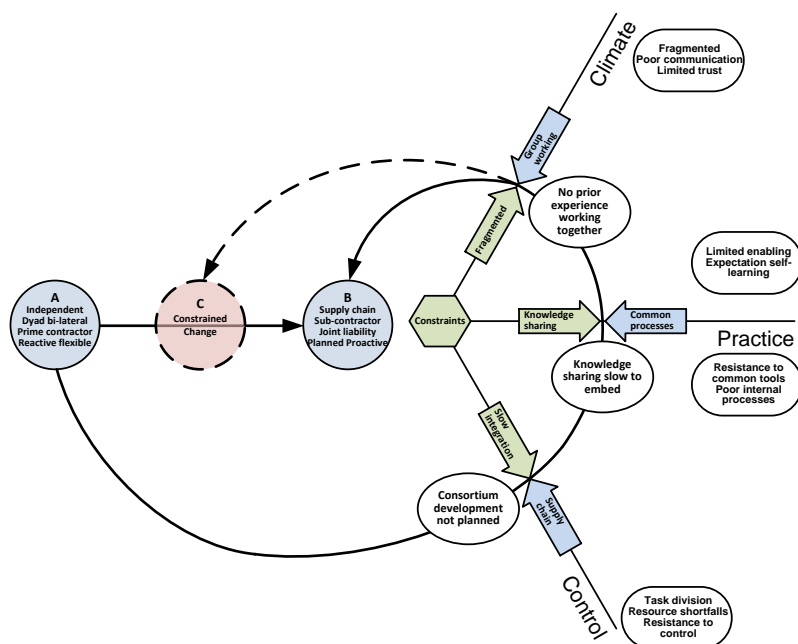 Climate
Fragmented
Poor communication
Limited trust
Group
working
No prior
experience
working
together
Fragmented
A
Independent
Dyad bi-lateral
Prime contractor
Reactive flexible
C
Constrained
Change
B
Supply chain
Sub-contractor
Joint liability
Planned Proactive
Constraints
Knowledge
sharing
Common
processes
Limited enabling
Expectation self-
learning
Practice
Resistance to
common tools
Poor internal
processes
Knowledge
sharing slow to
embed
Slow
integration
Consortium
development
not planned
Supply
chain
Control
Task division
Resource shortfalls
Resistance to
control